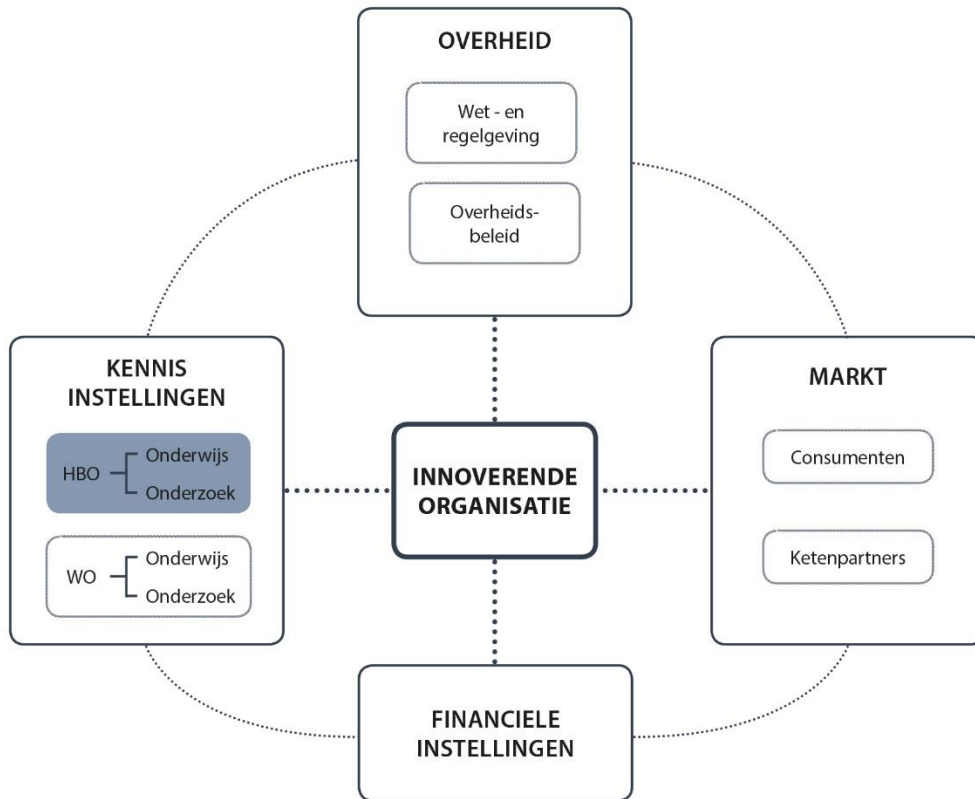 OVERHEID
Wet - en
regelgeving
Overheids-
beleid
KENNIS
INSTELLINGEN
HBO
Onderwijs
Onderzoek
WO
Onderwijs
Onderzoek
INNOVERENDE
ORGANISATIE
MARKT
Consumenten
Ketenpartners
FINANCIELE
INSTELLINGEN